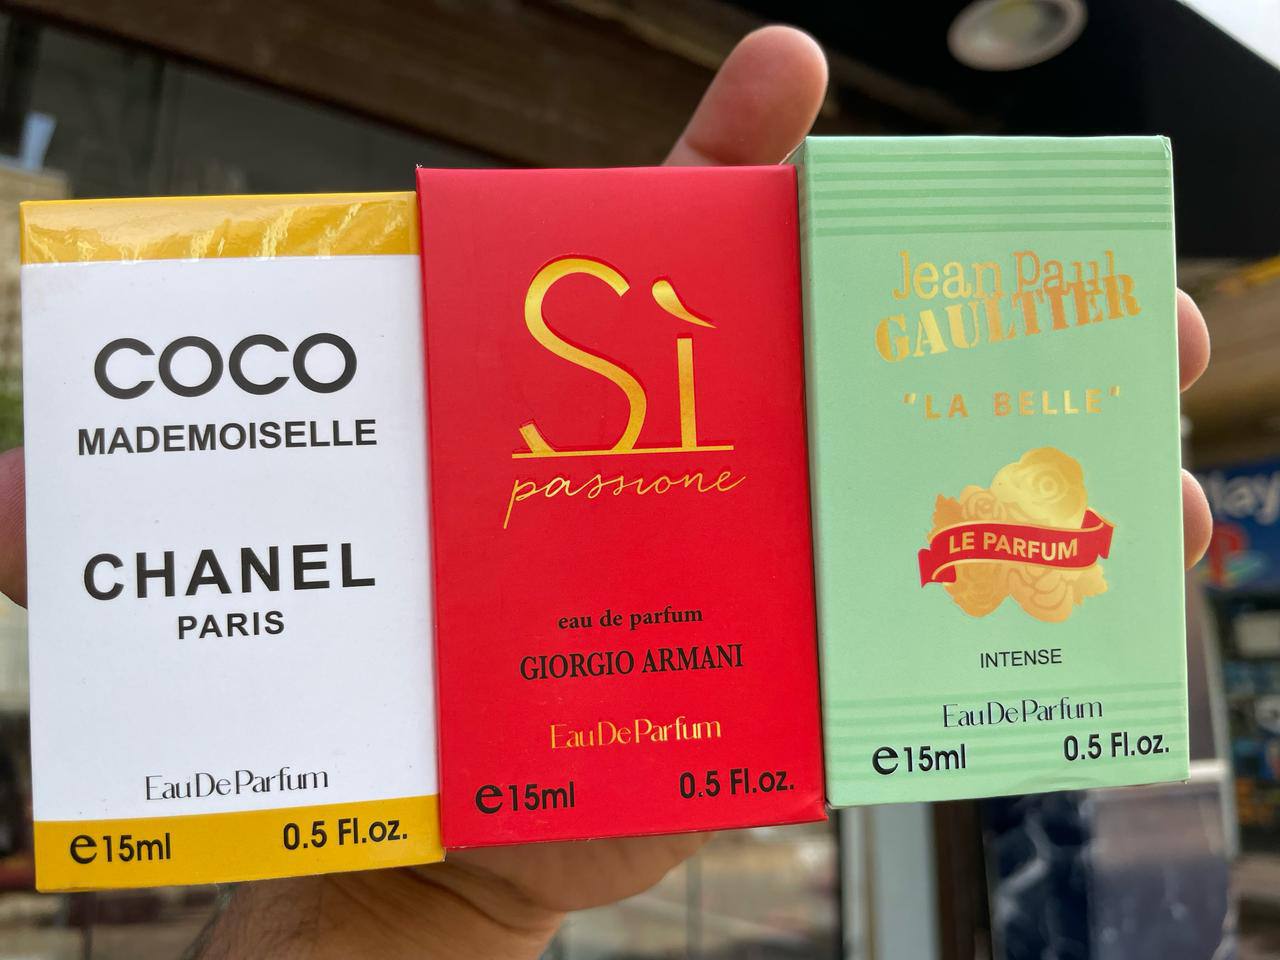 COCO
MADEMOISELLE
CHANEL
PARIS
EauDeParfum
e15ml 0.5 Fl.oz.
Sì
passione
eau de parfum
GIORGIO ARMANI
EauDeParfum
e15ml 0.5 Fl.oz.
Jean Paul
GAULTIER
"LA BELLE"
LE PARFUM
INTENSE
EauDeParfum
e15ml 0.5 Fl.oz.